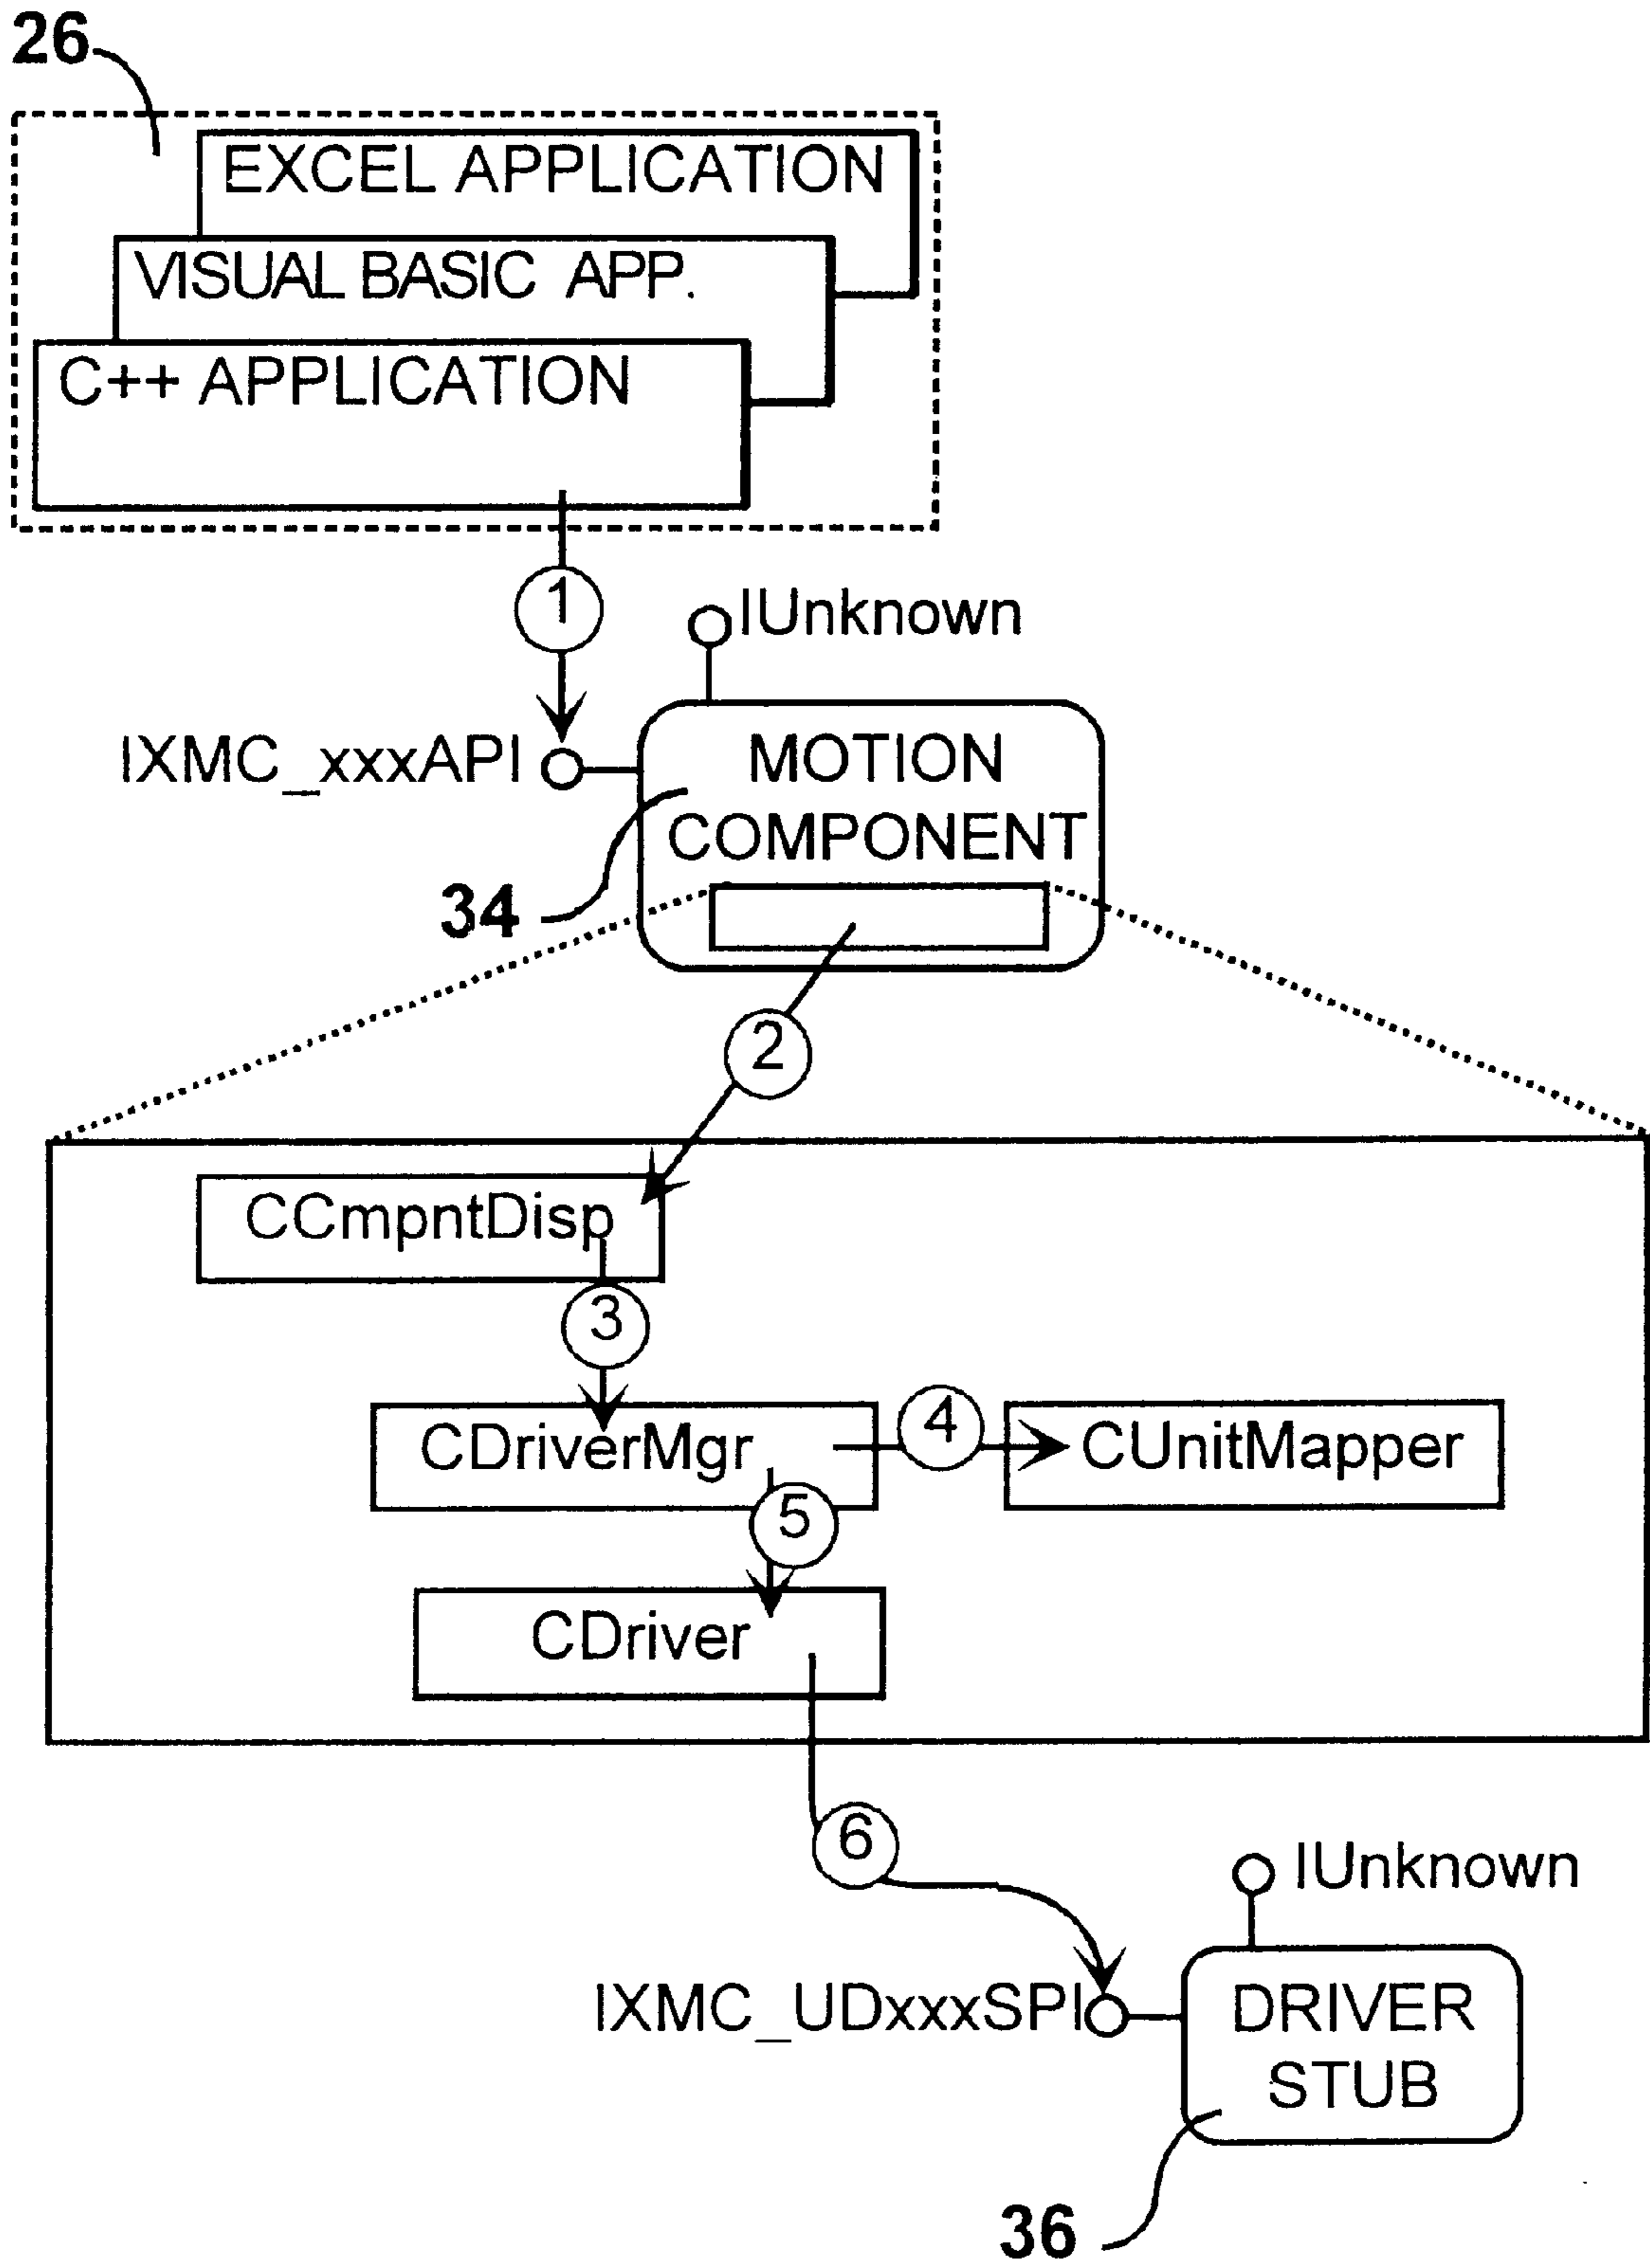 26
EXCEL APPLICATION
VISUAL BASIC APP.
C++ APPLICATION
1
IUnknown
IXMC_xxxAPI
MOTION
COMPONENT
34
2
CCmpntDisp
3
CDriverMgr
4
CUnitMapper
5
CDriver
6
IUnknown
IXMC_UDxxxSPI
DRIVER
STUB
36